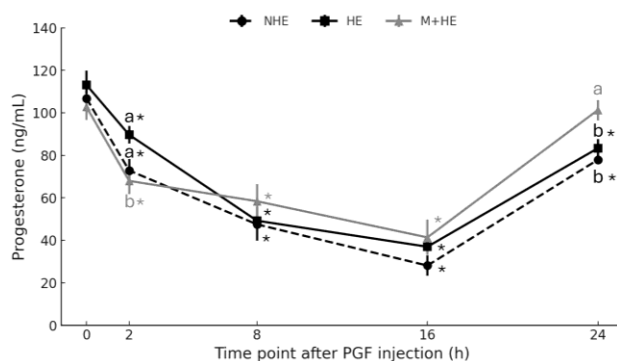 NHE HE M+HE
140
120
100
80
60
40
20
0
Progesterone (ng/mL)
a*
a*
b*
*
*
*
*
*
*
a
b*
b*
0 2 8 16 24
Time point after PGF injection (h)